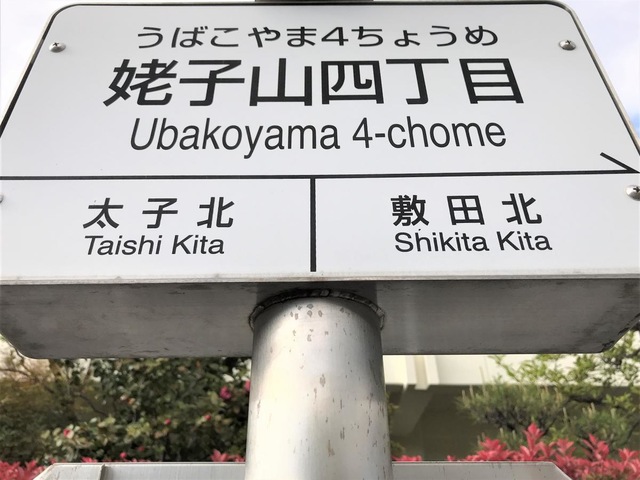 うばこやま4ちょうめ
姥子山四丁目
Ubakoyama 4-chome
太子北
Taishi Kita
敷田北
Shikita Kita